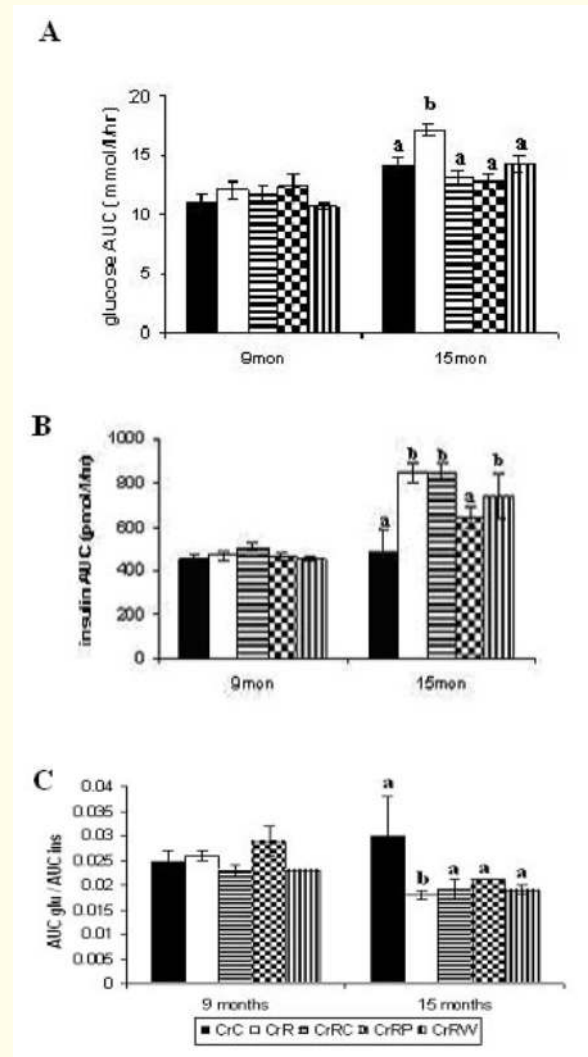 A
glucose AUC ( mmol/l/hr)
20
15
10
5
0
b
a a a a
9mon 15mon
B
insulin AUC (pmol/l/hr)
1000
800
600
400
200
0
b b b
a a
9mon 15mon
C
AUC glu / AUC ins
0.04
0.035
0.03
0.025
0.02
0.015
0.01
0.005
0
a
b a a a
9 months 15 months
CrC CrR CrRC CrRP CrRW